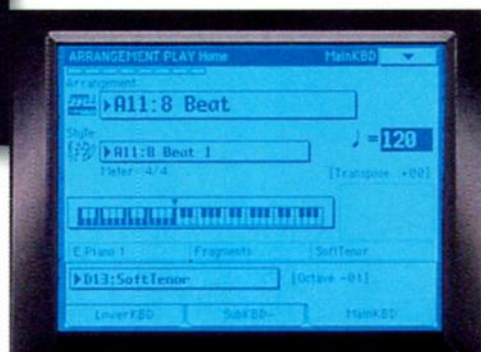 ARRANGEMENT PLAY Home MainKBD
Arrangement
▶A11:8 Beat
Style
▶A11:8 Beat 1
♩=120
Meter: 4/4
[Transpose: +00]
E.Piano 1 Fragments SoftTenor
▶D13:SoftTenor
[Octave -01]
LowerKBD SubKBD- MainKBD